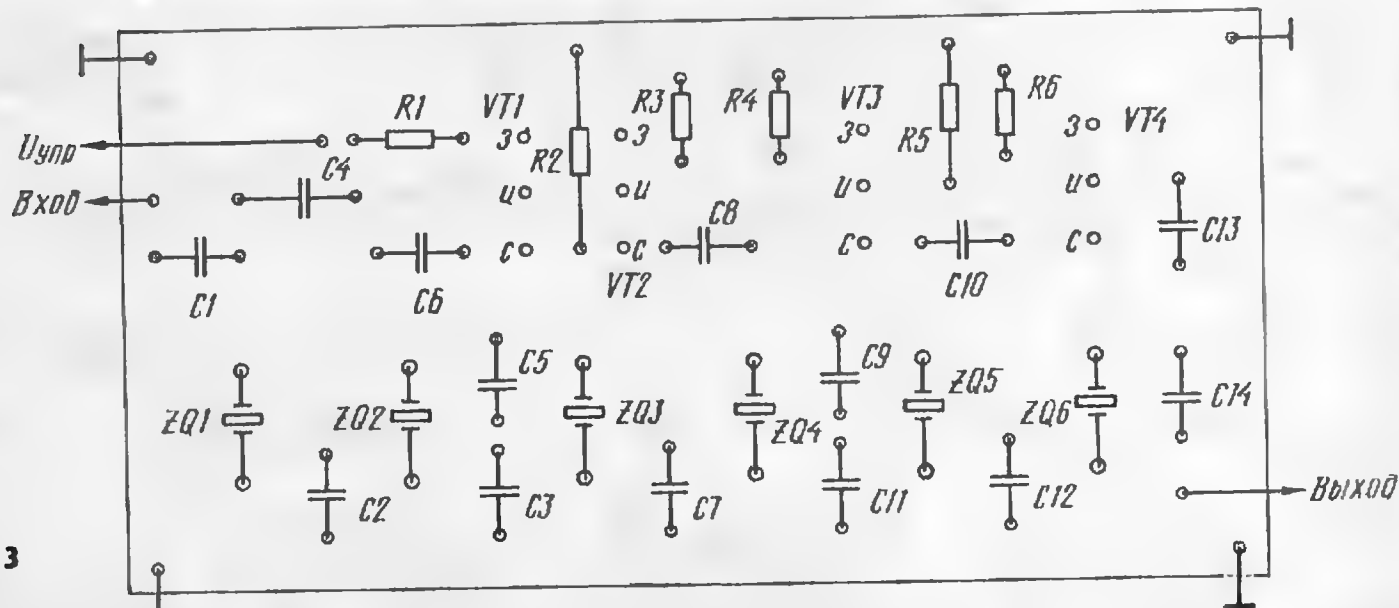 R1
VT1
R3
R4
VT3
R5
R6
VT4
Uупр
C4
З
R2
З
З
З
Вход
И
И
И
И
C1
C6
С
С
VT2
C8
С
C10
С
C13
ZQ1
ZQ2
C5
ZQ3
ZQ4
C9
ZQ5
ZQ6
C14
C2
C3
C7
C11
C12
Выход
3